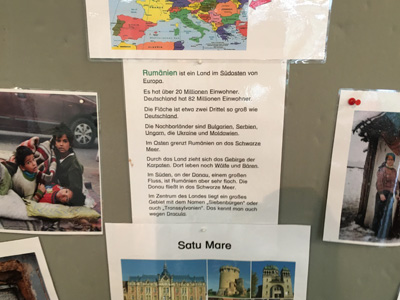 Rumänien ist ein Land im Südosten von
Europa.
Es hat über 20 Millionen Einwohner.
Deutschland hat 82 Millionen Einwohner.
Die Fläche ist etwa zwei Drittel so groß wie
Deutschland.
Die Nachbarländer sind Bulgarien, Serbien,
Ungarn, die Ukraine und Moldawien.
Im Osten grenzt Rumänien an das Schwarze
Meer.
Durch das Land zieht sich das Gebirge der
Karpaten. Dort leben noch Wölfe und Bären.
Im Süden, an der Donau, einem großen
Fluss, ist Rumänien aber sehr flach. Die
Donau fließt in das Schwarze Meer.
Im Zentrum des Landes liegt ein großes
Gebiet mit dem Namen "Siebenbürgen" oder
auch "Transsylvanien". Das kennt man auch
wegen Dracula.
Satu Mare